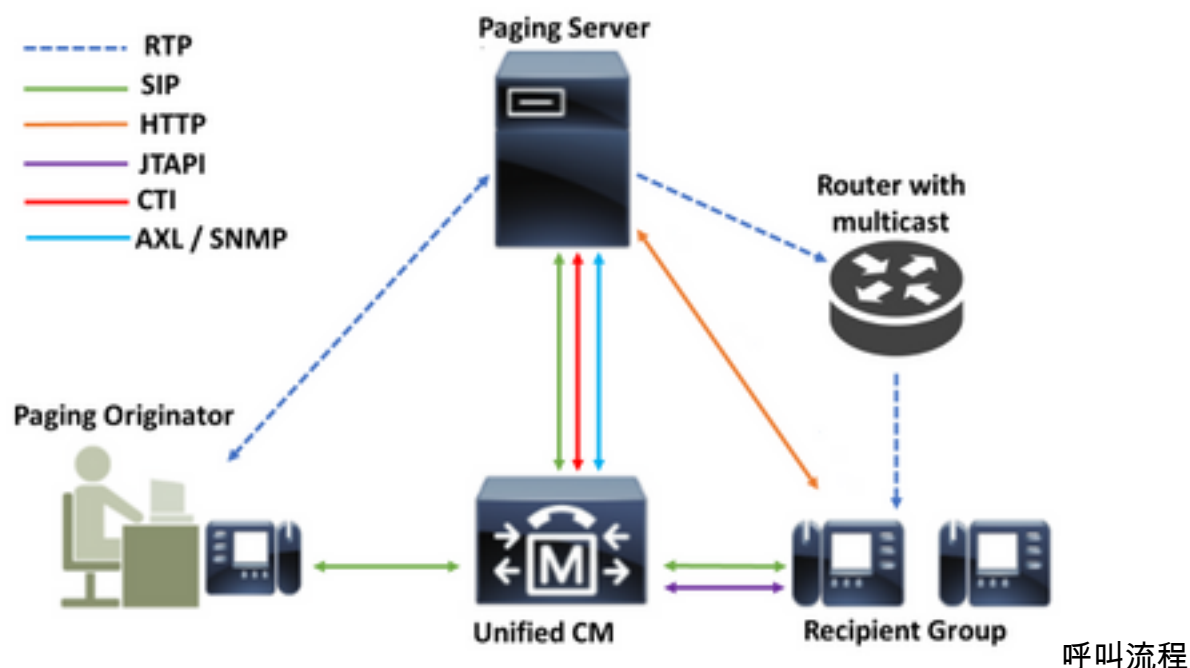 Paging Server
RTP
SIP
HTTP
JTAPI
CTI
AXL / SNMP
Router with
multicast
Paging Originator
M
Unified CM
Recipient Group
呼叫流程